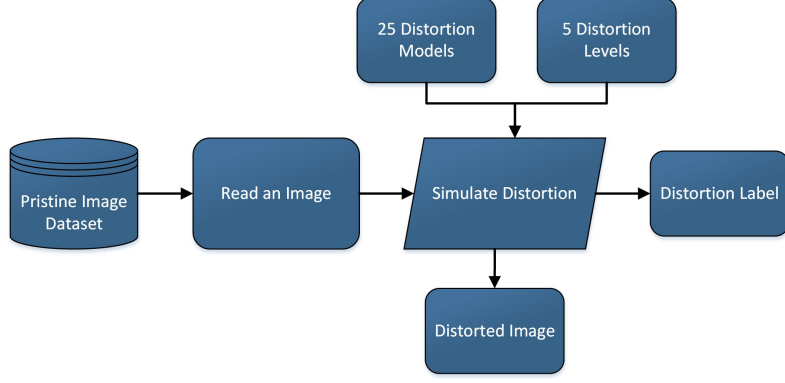 25 Distortion
Models
5 Distortion
Levels
Pristine Image
Dataset
Read an Image
Simulate Distortion
Distortion Label
Distorted Image